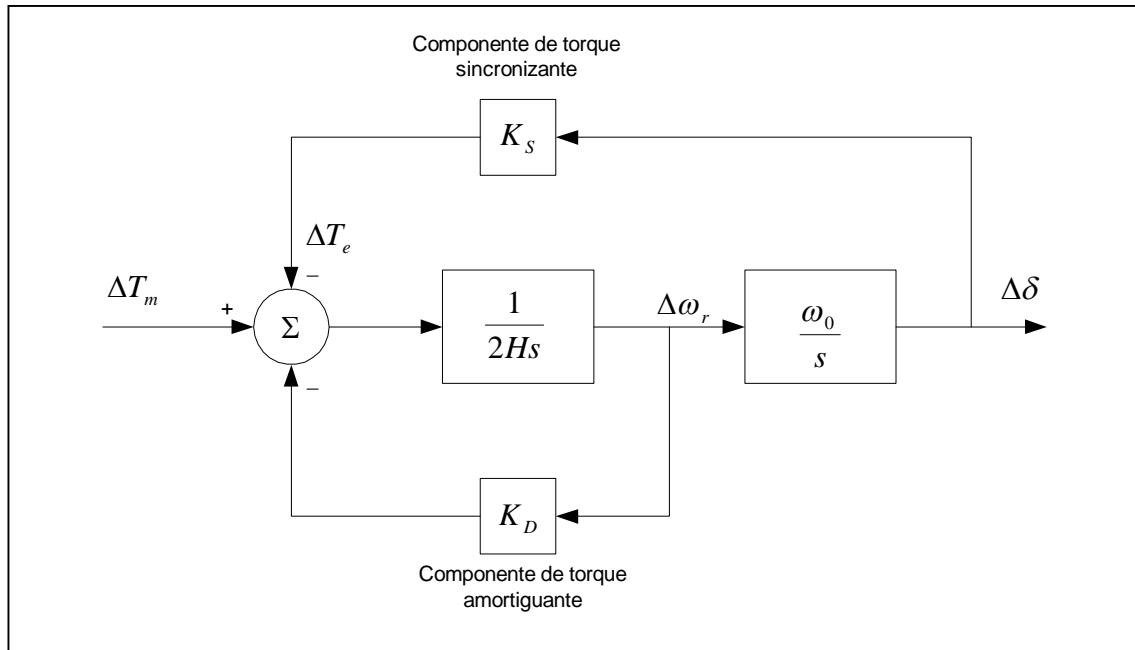 Componente de torque
sincronizante
K_S
ΔT_e
−
ΔT_m
+
Σ
1
2Hs
Δω_r
ω_0
s
Δδ
−
K_D
Componente de torque
amortiguante